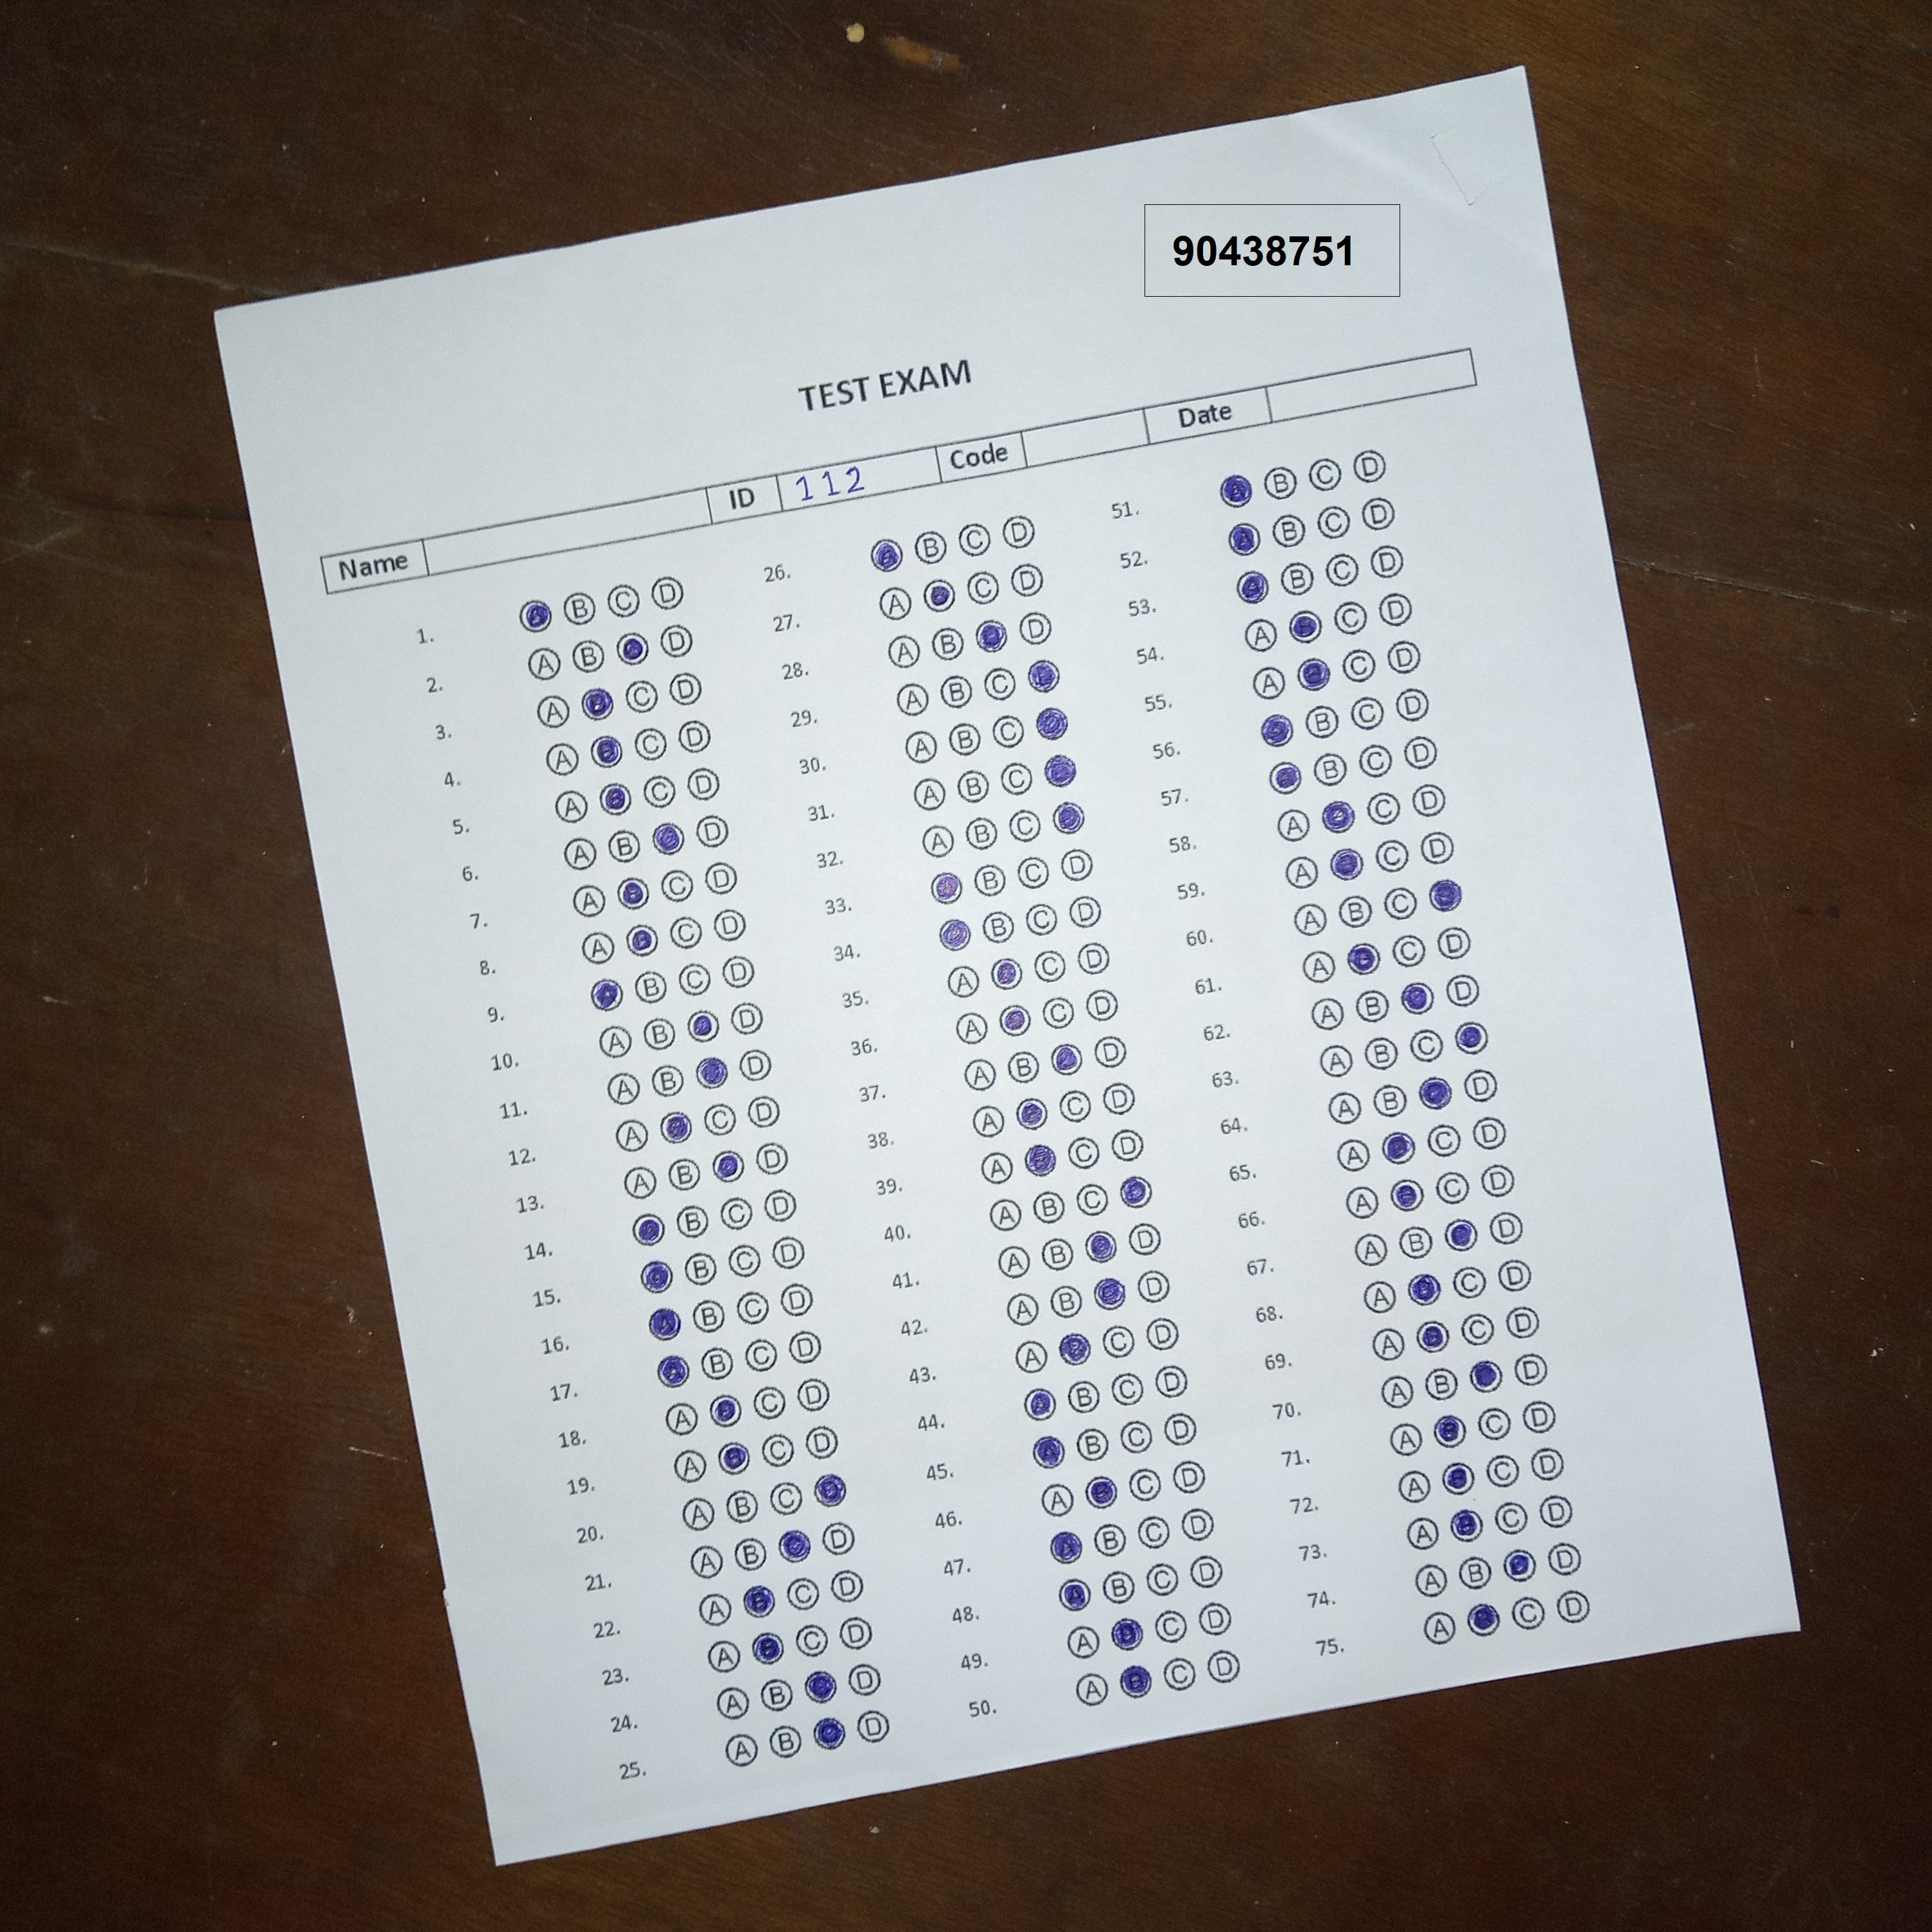 90438751
TEST EXAM
Name ID 112 Code Date
1. A B C D
2. A B C D
3. A B C D
4. A B C D
5. A B C D
6. A B C D
7. A B C D
8. A B C D
9. A B C D
10. A B C D
11. A B C D
12. A B C D
13. A B C D
14. A B C D
15. A B C D
16. A B C D
17. A B C D
18. A B C D
19. A B C D
20. A B C D
21. A B C D
22. A B C D
23. A B C D
24. A B C D
25. A B C D
26. A B C D
27. A B C D
28. A B C D
29. A B C D
30. A B C D
31. A B C D
32. A B C D
33. A B C D
34. A B C D
35. A B C D
36. A B C D
37. A B C D
38. A B C D
39. A B C D
40. A B C D
41. A B C D
42. A B C D
43. A B C D
44. A B C D
45. A B C D
46. A B C D
47. A B C D
48. A B C D
49. A B C D
50. A B C D
51. A B C D
52. A B C D
53. A B C D
54. A B C D
55. A B C D
56. A B C D
57. A B C D
58. A B C D
59. A B C D
60. A B C D
61. A B C D
62. A B C D
63. A B C D
64. A B C D
65. A B C D
66. A B C D
67. A B C D
68. A B C D
69. A B C D
70. A B C D
71. A B C D
72. A B C D
73. A B C D
74. A B C D
75. A B C D